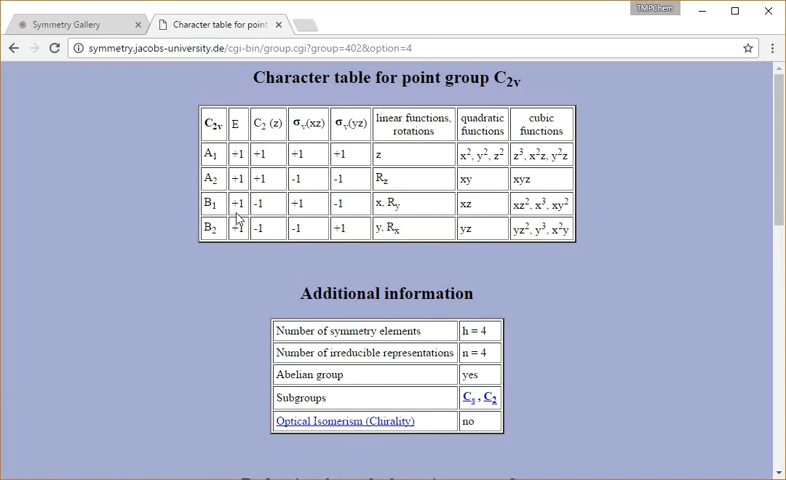 TMPChem
Symmetry Gallery
Character table for point
symmetry.jacobs-university.de/cgi-bin/group.cgi?group=402&option=4
Character table for point group C2v
C2v E C2 (z) σv(xz) σv(yz) linear functions, rotations quadratic functions cubic functions
A1 +1 +1 +1 +1 z x², y², z² z³, x²z, y²z
A2 +1 +1 -1 -1 Rz xy xyz
B1 +1 -1 +1 -1 x, Ry xz xz², x³, xy²
B2 +1 -1 -1 +1 y, Rx yz yz², y³, x²y
Additional information
Number of symmetry elements h = 4
Number of irreducible representations n = 4
Abelian group yes
Subgroups Cs , C2
Optical Isomerism (Chirality) no